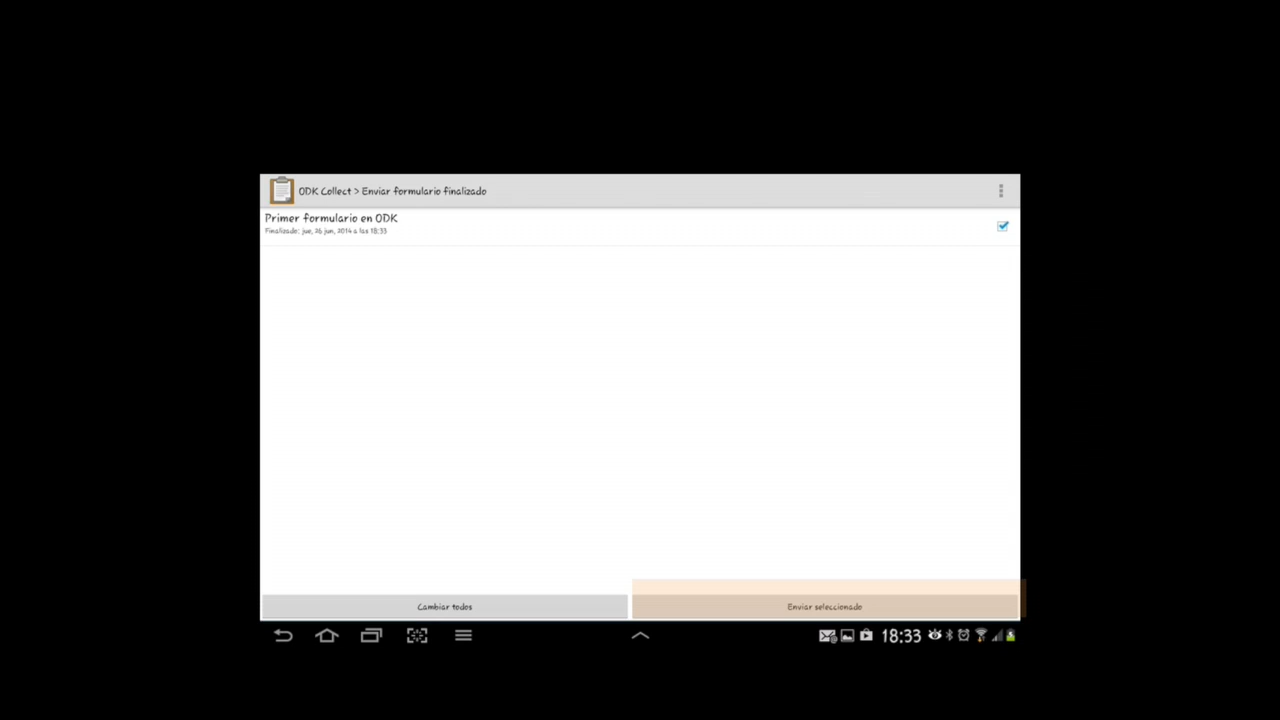 ODK Collect > Enviar formulario finalizado
Primer formulario en ODK
Finalizado: jue, 26 jun, 2014 a las 18:33
Cambiar todos
Enviar seleccionado
18:33